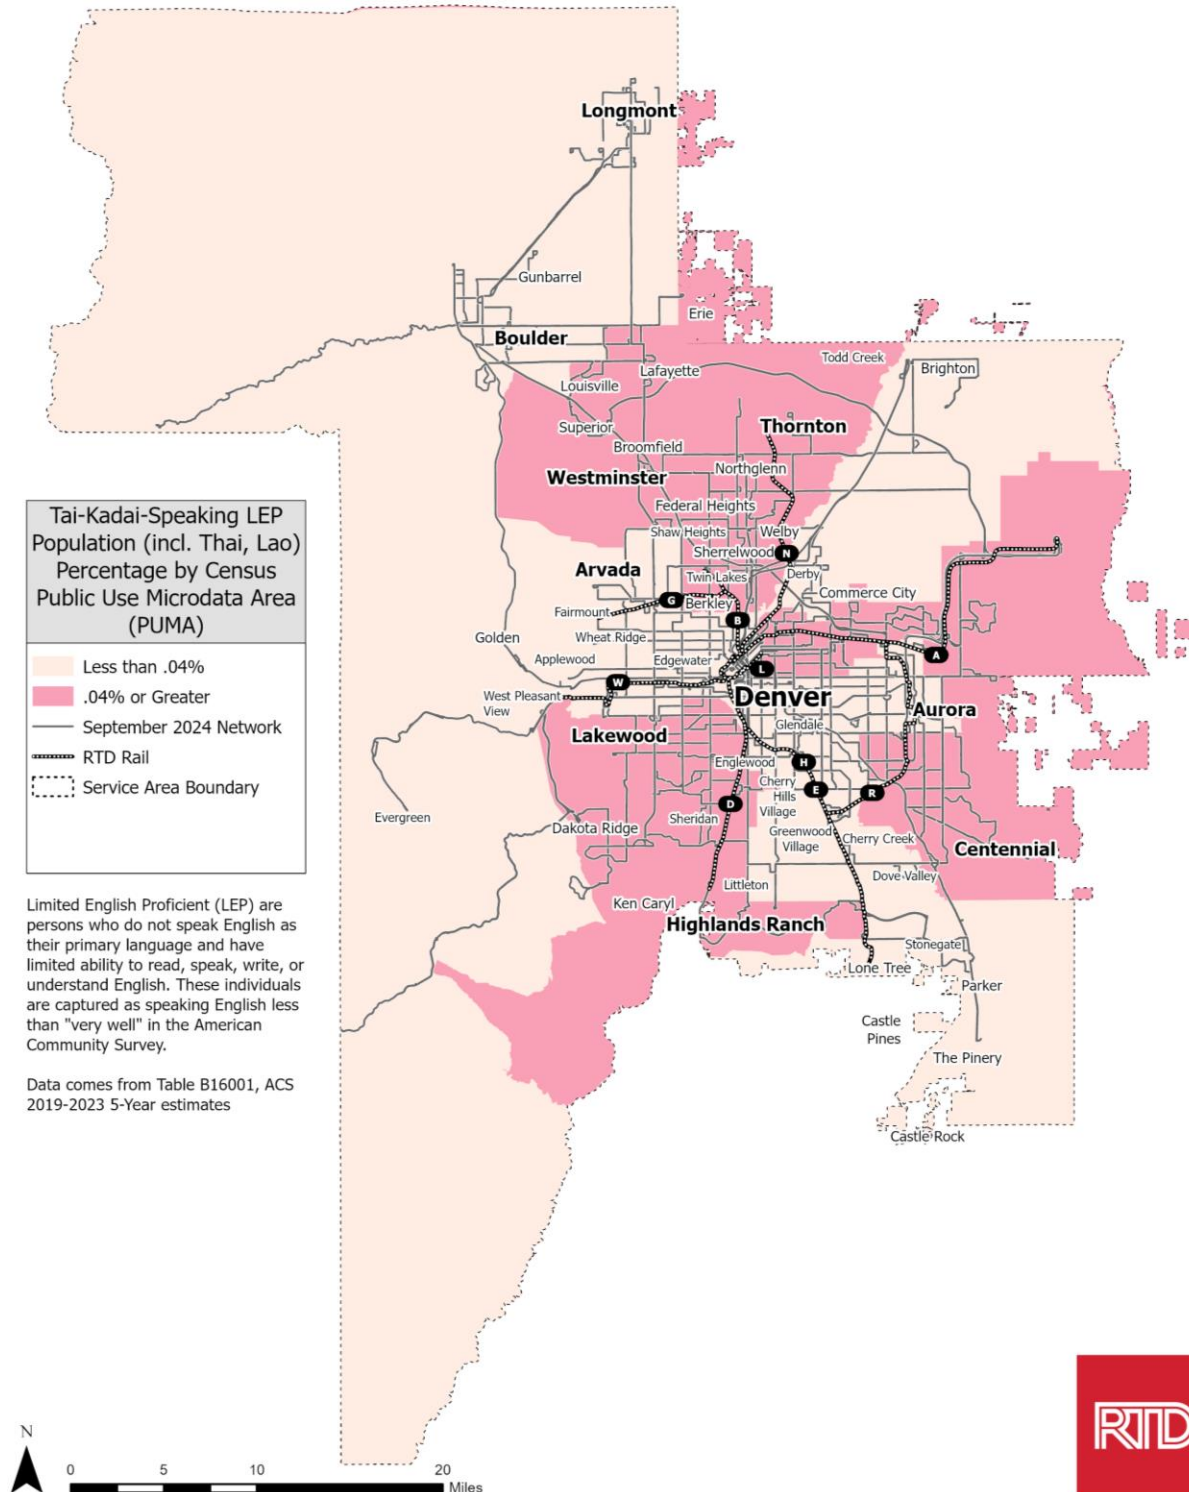 Longmont
Gunbarrel
Erie
Boulder
Todd Creek
Brighton
Lafayette
Louisville
Superior
Thornton
Broomfield
Northglenn
Westminster
Federal Heights
Shaw Heights
Welby
Sherrelwood
N
Arvada
Twin Lakes
Derby
Commerce City
G
Berkley
Fairmount
B
Golden
Wheat Ridge
Applewood
Edgewater
A
L
W
West Pleasant
View
Denver
Aurora
Glendale
Lakewood
Englewood
H
Cherry
Hills
Village
E
R
D
Sheridan
Evergreen
Dakota Ridge
Greenwood
Village
Cherry Creek
Centennial
Dove Valley
Littleton
Ken Caryl
Highlands Ranch
Stonegate
Lone Tree
Parker
Castle
Pines
The Pinery
Castle Rock
Tai-Kadai-Speaking LEP
Population (incl. Thai, Lao)
Percentage by Census
Public Use Microdata Area
(PUMA)
Less than .04%
.04% or Greater
September 2024 Network
RTD Rail
Service Area Boundary
Limited English Proficient (LEP) are
persons who do not speak English as
their primary language and have
limited ability to read, speak, write, or
understand English. These individuals
are captured as speaking English less
than "very well" in the American
Community Survey.
Data comes from Table B16001, ACS
2019-2023 5-Year estimates
N
0 5 10 20
Miles
RTD